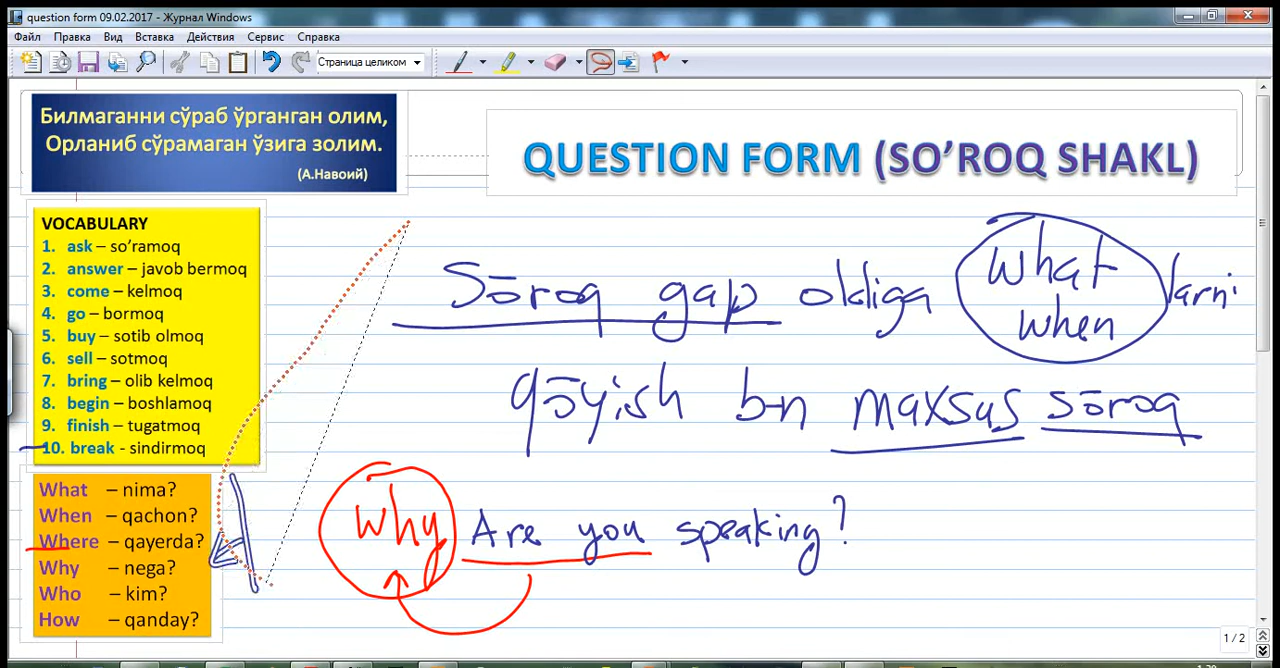 question form 09.02.2017 - Журнал Windows
Файл Правка Вид Вставка Действия Сервис Справка
Страница целиком
Билмаганни сўраб ўрганган олим,
Орланиб сўрамаган ўзига золим.
(А.Навоий)
QUESTION FORM (SO’ROQ SHAKL)
VOCABULARY
1. ask – so’ramoq
2. answer – javob bermoq
3. come – kelmoq
4. go – bormoq
5. buy – sotib olmoq
6. sell – sotmoq
7. bring – olib kelmoq
8. begin – boshlamoq
9. finish – tugatmoq
10. break - sindirmoq
What – nima?
When – qachon?
Where – qayerda?
Why – nega?
Who – kim?
How – qanday?
Sōroq gap oldiga what larni
when
qōyish b-n maxsus sōroq
why Are you speaking?
1 / 2